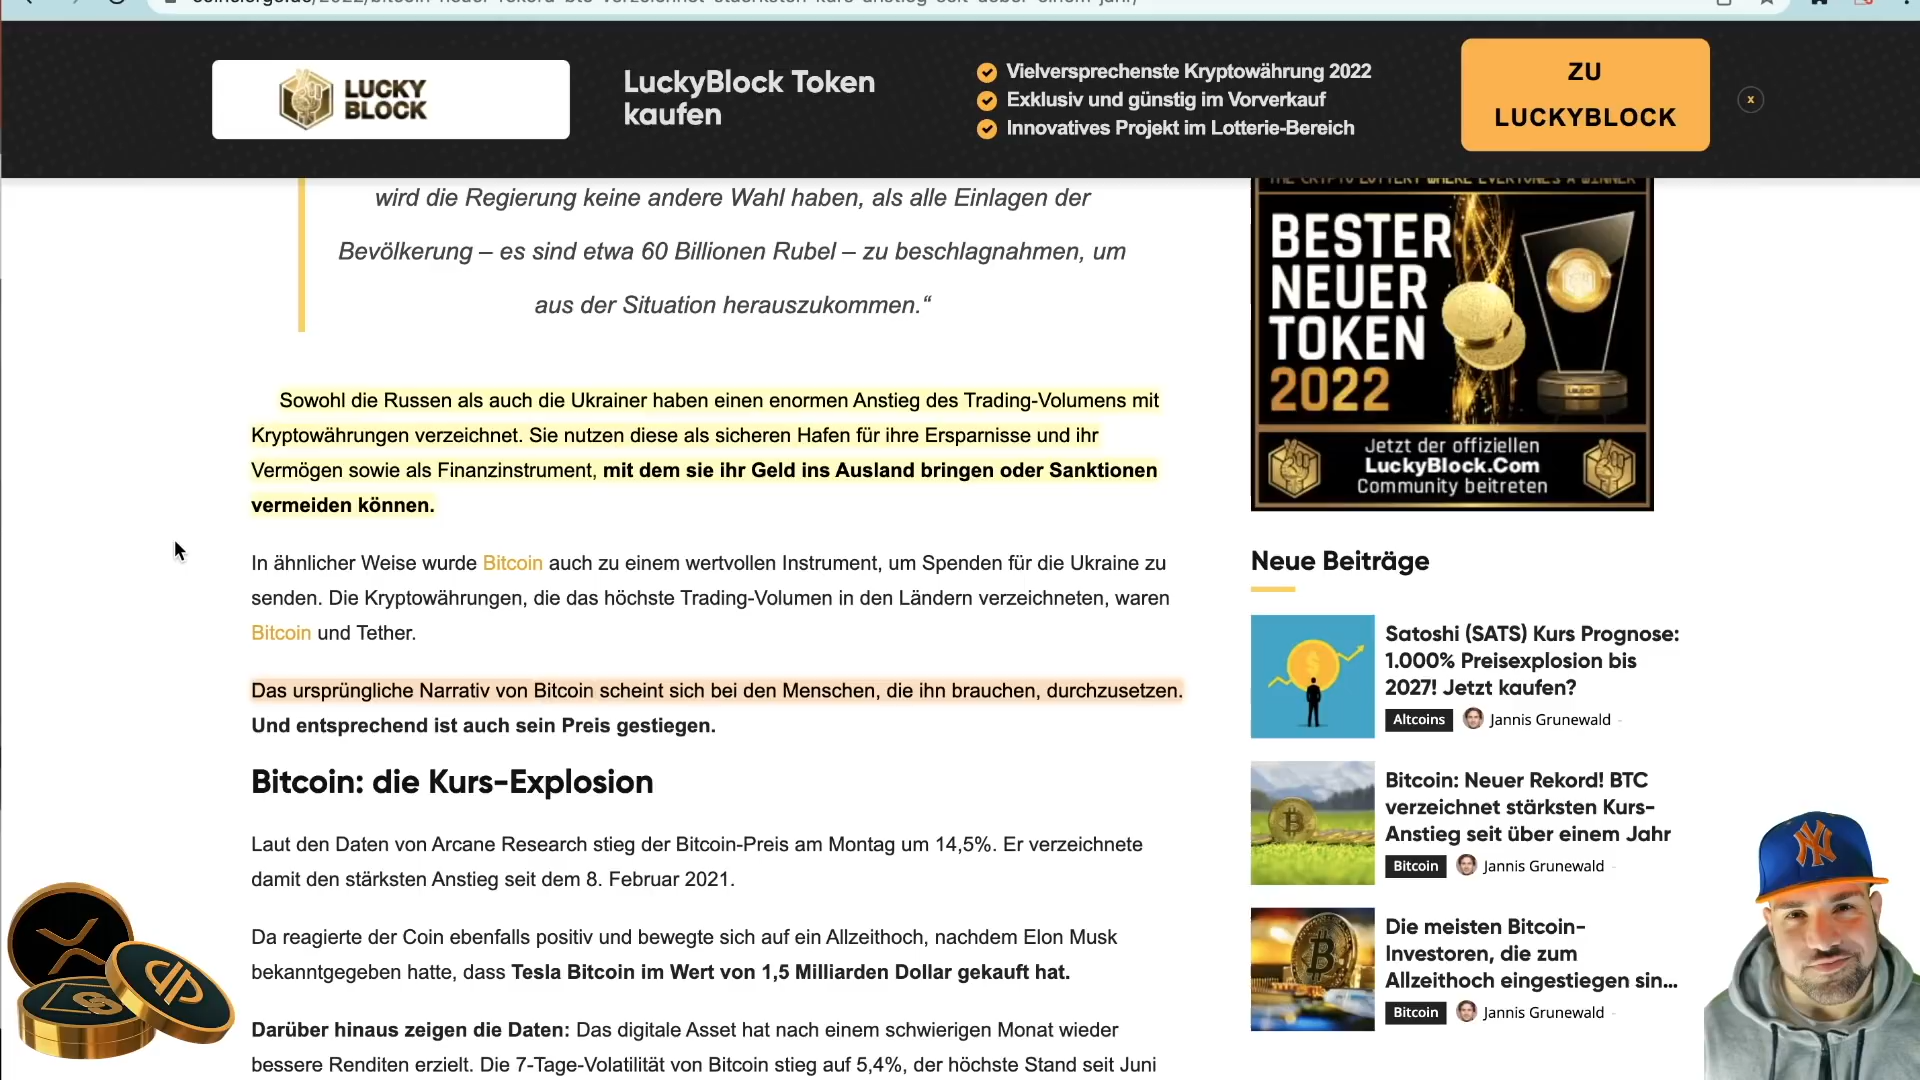 LUCKY
BLOCK
LuckyBlock Token
kaufen
Vielversprechenste Kryptowährung 2022
Exklusiv und günstig im Vorverkauf
Innovatives Projekt im Lotterie-Bereich
ZU
LUCKYBLOCK
x
wird die Regierung keine andere Wahl haben, als alle Einlagen der
Bevölkerung – es sind etwa 60 Billionen Rubel – zu beschlagnahmen, um
aus der Situation herauszukommen.“
Sowohl die Russen als auch die Ukrainer haben einen enormen Anstieg des Trading-Volumens mit
Kryptowährungen verzeichnet. Sie nutzen diese als sicheren Hafen für ihre Ersparnisse und ihr
Vermögen sowie als Finanzinstrument, mit dem sie ihr Geld ins Ausland bringen oder Sanktionen
vermeiden können.
In ähnlicher Weise wurde Bitcoin auch zu einem wertvollen Instrument, um Spenden für die Ukraine zu
senden. Die Kryptowährungen, die das höchste Trading-Volumen in den Ländern verzeichneten, waren
Bitcoin und Tether.
Das ursprüngliche Narrativ von Bitcoin scheint sich bei den Menschen, die ihn brauchen, durchzusetzen.
Und entsprechend ist auch sein Preis gestiegen.
Bitcoin: die Kurs-Explosion
Laut den Daten von Arcane Research stieg der Bitcoin-Preis am Montag um 14,5%. Er verzeichnete
damit den stärksten Anstieg seit dem 8. Februar 2021.
Da reagierte der Coin ebenfalls positiv und bewegte sich auf ein Allzeithoch, nachdem Elon Musk
bekanntgegeben hatte, dass Tesla Bitcoin im Wert von 1,5 Milliarden Dollar gekauft hat.
Darüber hinaus zeigen die Daten: Das digitale Asset hat nach einem schwierigen Monat wieder
bessere Renditen erzielt. Die 7-Tage-Volatilität von Bitcoin stieg auf 5,4%, der höchste Stand seit Juni
THE CRYPTO LOTTERY WHERE EVERYONE'S A WINNER
BESTER
NEUER
TOKEN
2022
Jetzt der offiziellen
LuckyBlock.Com
Community beitreten
Neue Beiträge
Satoshi (SATS) Kurs Prognose:
1.000% Preisexplosion bis
2027! Jetzt kaufen?
Altcoins Jannis Grunewald -
Bitcoin: Neuer Rekord! BTC
verzeichnet stärksten Kurs-
Anstieg seit über einem Jahr
Bitcoin Jannis Grunewald -
Die meisten Bitcoin-
Investoren, die zum
Allzeithoch eingestiegen sin...
Bitcoin Jannis Grunewald -